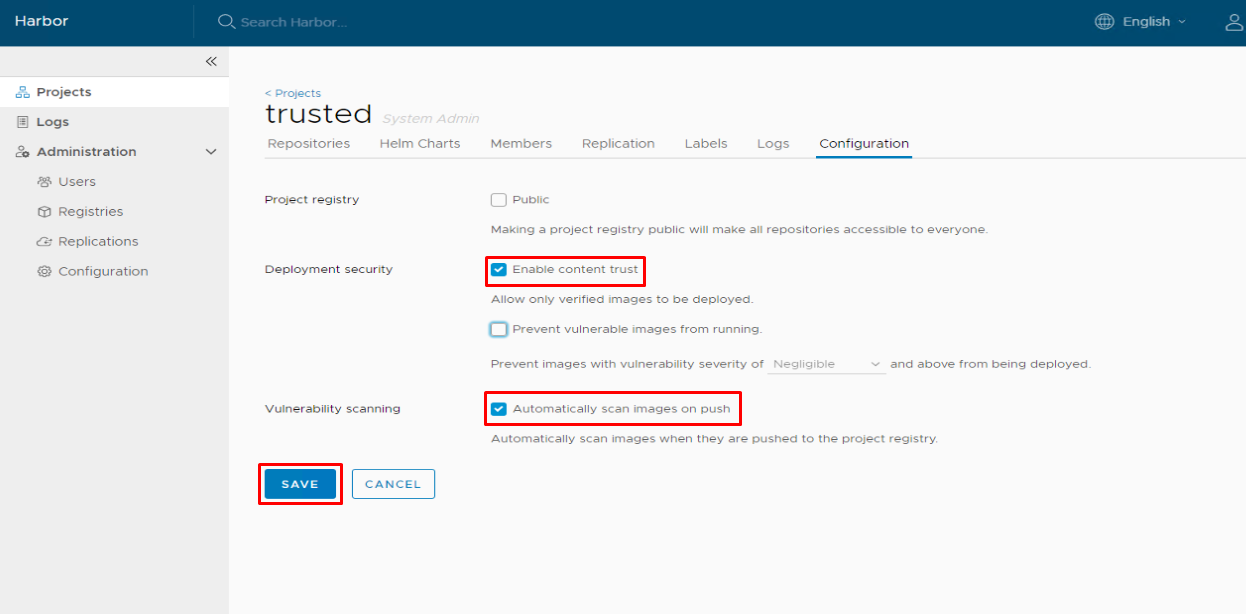 Harbor
Search Harbor...
English
Projects
Logs
Administration
Users
Registries
Replications
Configuration
< Projects
trusted System Admin
Repositories Helm Charts Members Replication Labels Logs Configuration
Project registry Public
Making a project registry public will make all repositories accessible to everyone.
Deployment security Enable content trust
Allow only verified images to be deployed.
Prevent vulnerable images from running.
Prevent images with vulnerability severity of Negligible and above from being deployed.
Vulnerability scanning Automatically scan images on push
Automatically scan images when they are pushed to the project registry.
SAVE CANCEL